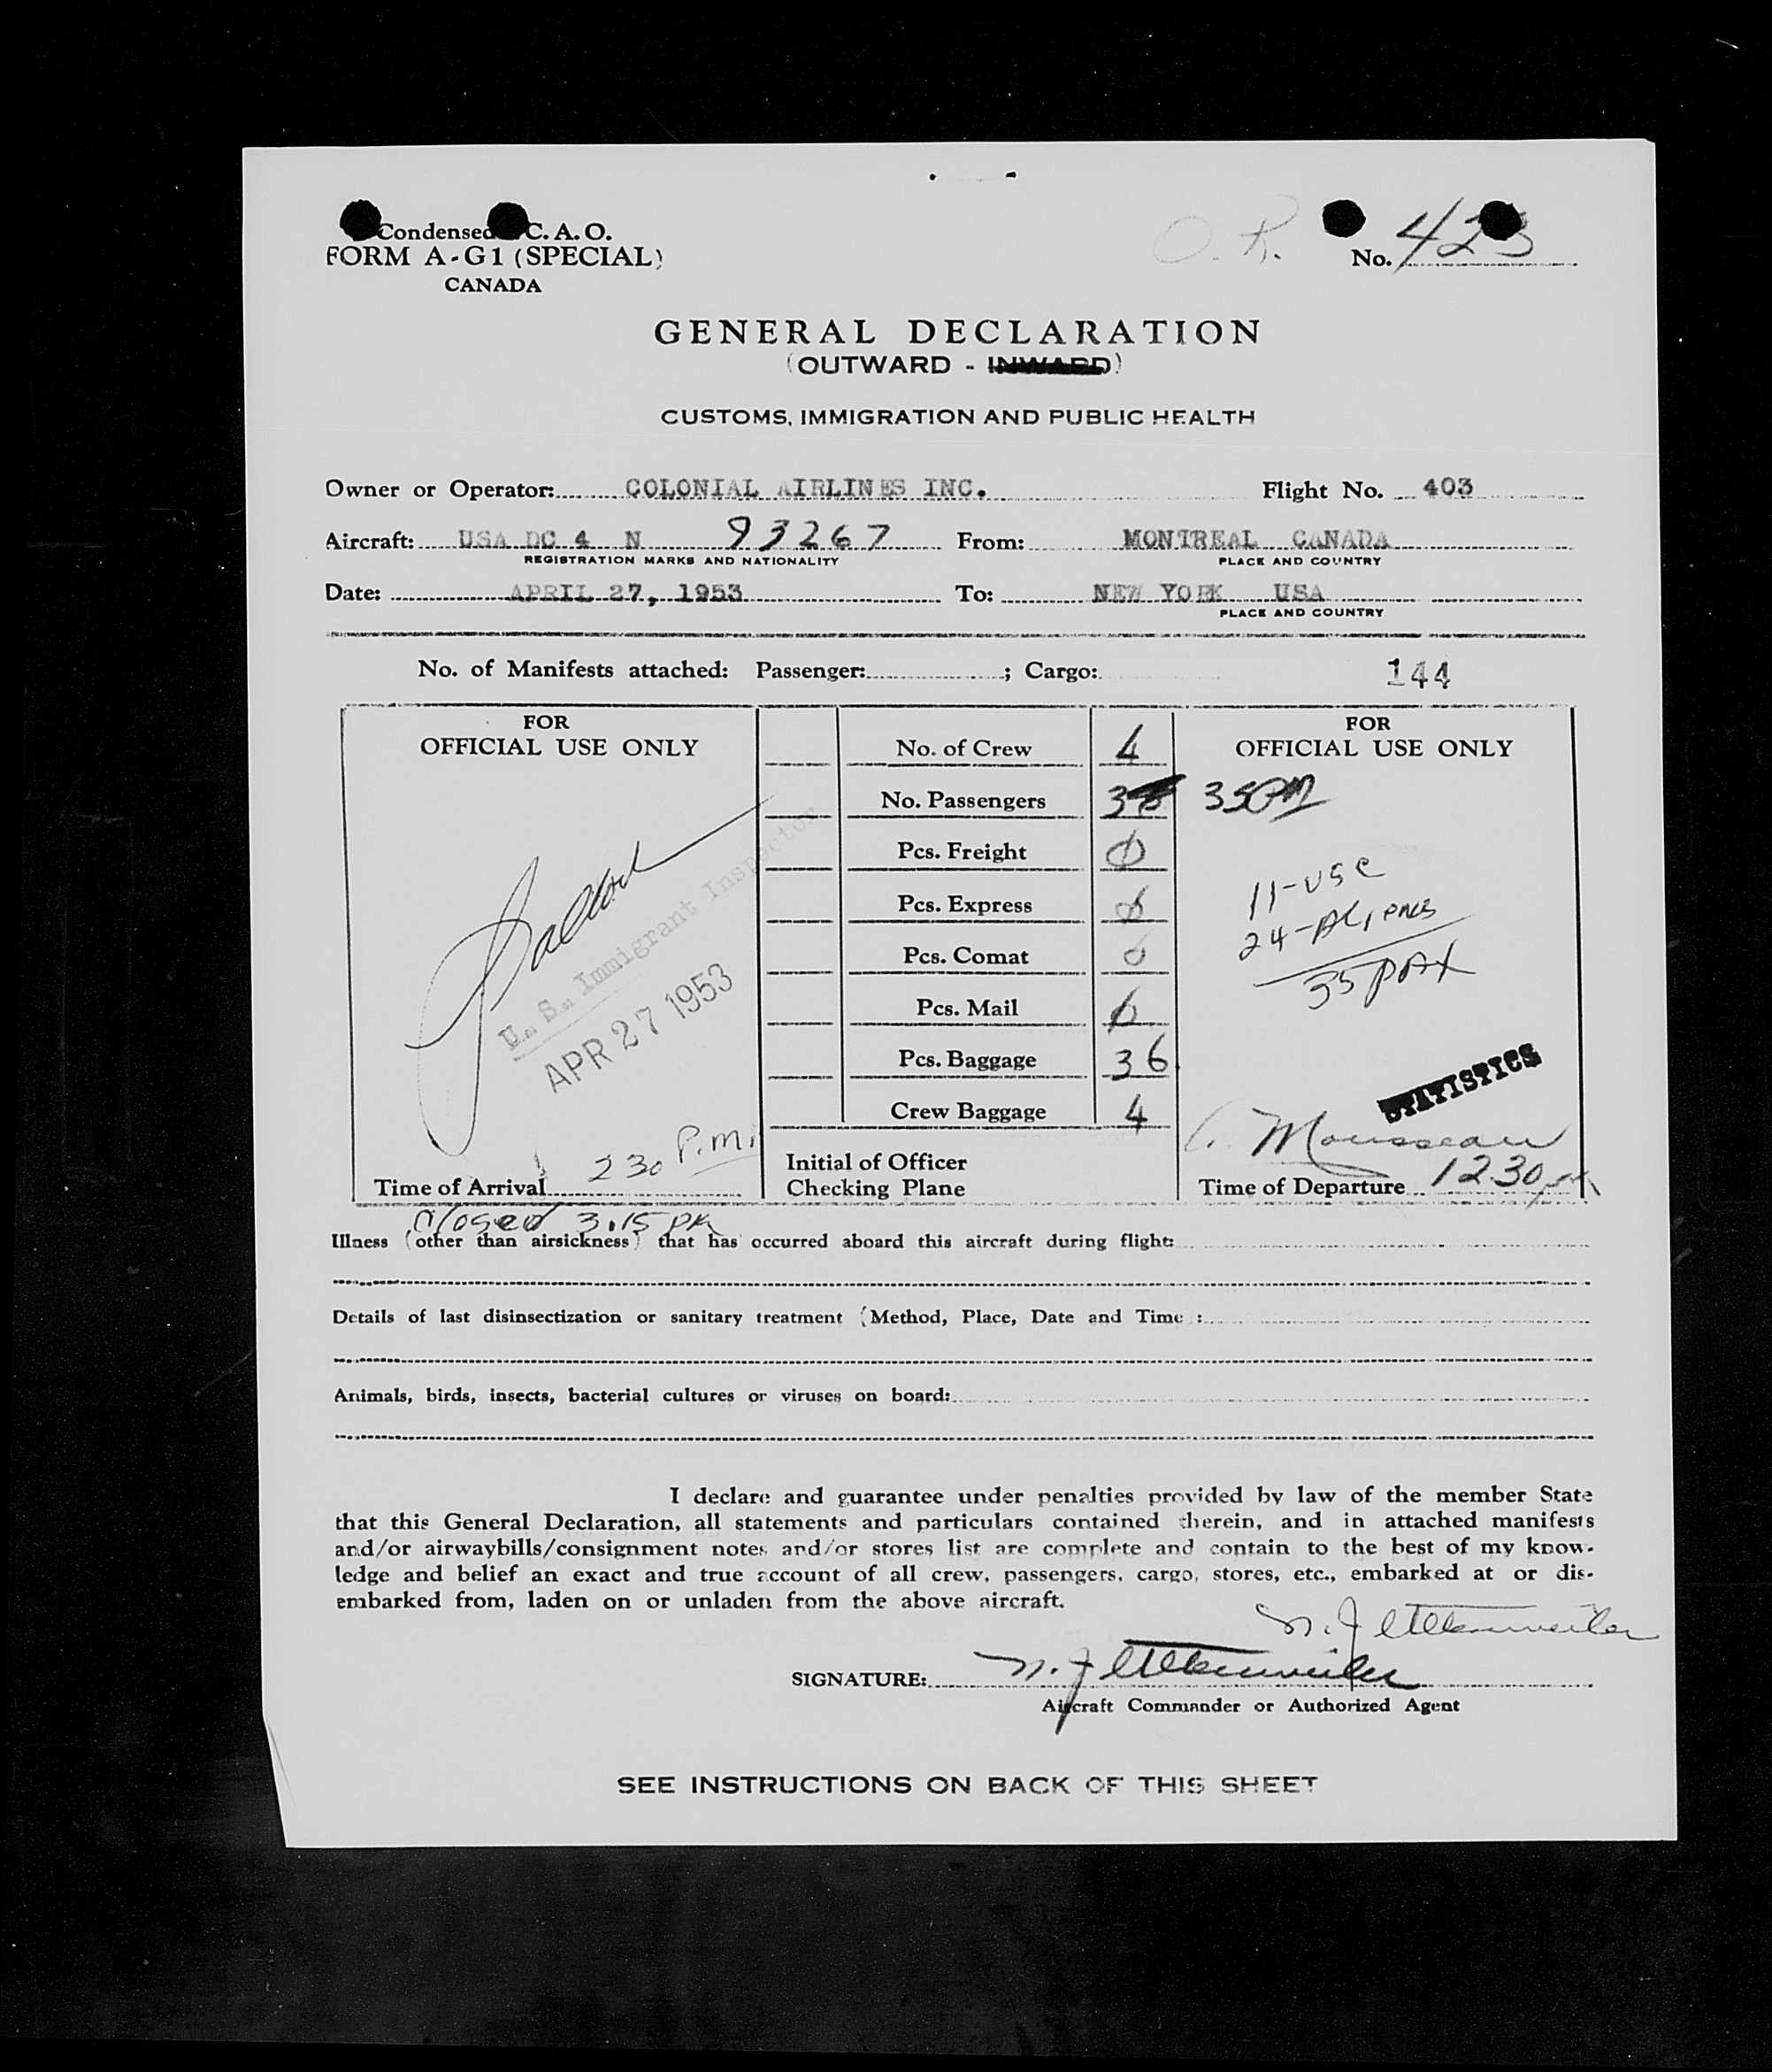 Condensed C. A. O.
FORM A-G1 (SPECIAL)
CANADA
O. K.
No. 423
GENERAL DECLARATION
(OUTWARD - INWARD)
CUSTOMS, IMMIGRATION AND PUBLIC HEALTH
Owner or Operator: COLONIAL AIRLINES INC. Flight No. 403
Aircraft: USA DC 4 N 93267 From: MONTREAL CANADA
REGISTRATION MARKS AND NATIONALITY PLACE AND COUNTRY
Date: APRIL 27, 1953 To: NEW YORK USA
PLACE AND COUNTRY
No. of Manifests attached: Passenger: ; Cargo: 144
FOR
OFFICIAL USE ONLY
U. S. Immigrant Inspector
APR 27 1953
Time of Arrival 2 30 P.m.
No. of Crew 4
No. Passengers
Pcs. Freight 0
Pcs. Express 0
Pcs. Comat 0
Pcs. Mail 0
Pcs. Baggage 36
Crew Baggage 4
Initial of Officer
Checking Plane
FOR
OFFICIAL USE ONLY
35
11-USC
24-Aliens
35 PAX
STATISTICS
Mousseau
Time of Departure 12.30
Closed 3.15 PM
Illness (other than airsickness) that has occurred aboard this aircraft during flight:
Details of last disinsectization or sanitary treatment (Method, Place, Date and Time :
Animals, birds, insects, bacterial cultures or viruses on board:
I declare and guarantee under penalties provided by law of the member State
that this General Declaration, all statements and particulars contained therein, and in attached manifests
and/or airwaybills/consignment notes and/or stores list are complete and contain to the best of my know-
ledge and belief an exact and true account of all crew, passengers, cargo, stores, etc., embarked at or dis-
embarked from, laden on or unladen from the above aircraft.
SIGNATURE:
Aircraft Commander or Authorized Agent
SEE INSTRUCTIONS ON BACK OF THIS SHEET